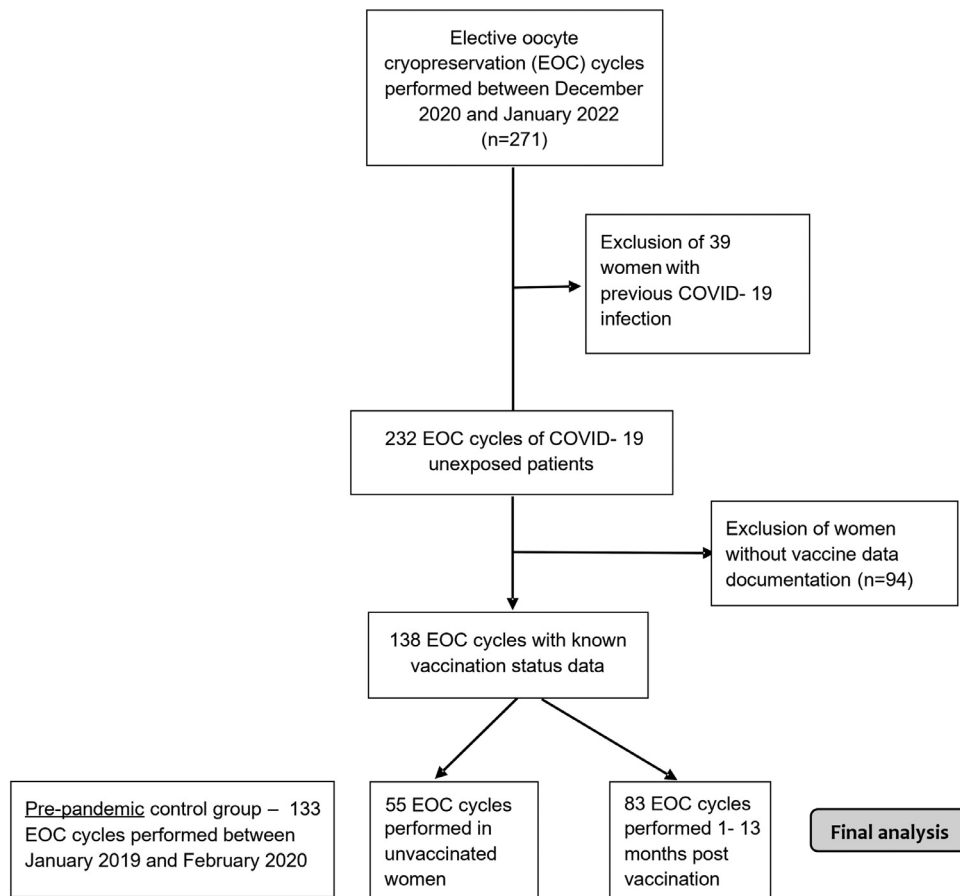 Elective oocyte
cryopreservation (EOC) cycles
performed between December
2020 and January 2022
(n=271)
Exclusion of 39
women with
previous COVID- 19
infection
232 EOC cycles of COVID- 19
unexposed patients
Exclusion of women
without vaccine data
documentation (n=94)
138 EOC cycles with known
vaccination status data
Pre-pandemic control group – 133
EOC cycles performed between
January 2019 and February 2020
55 EOC cycles
performed in
unvaccinated
women
83 EOC cycles
performed 1- 13
months post
vaccination
Final analysis